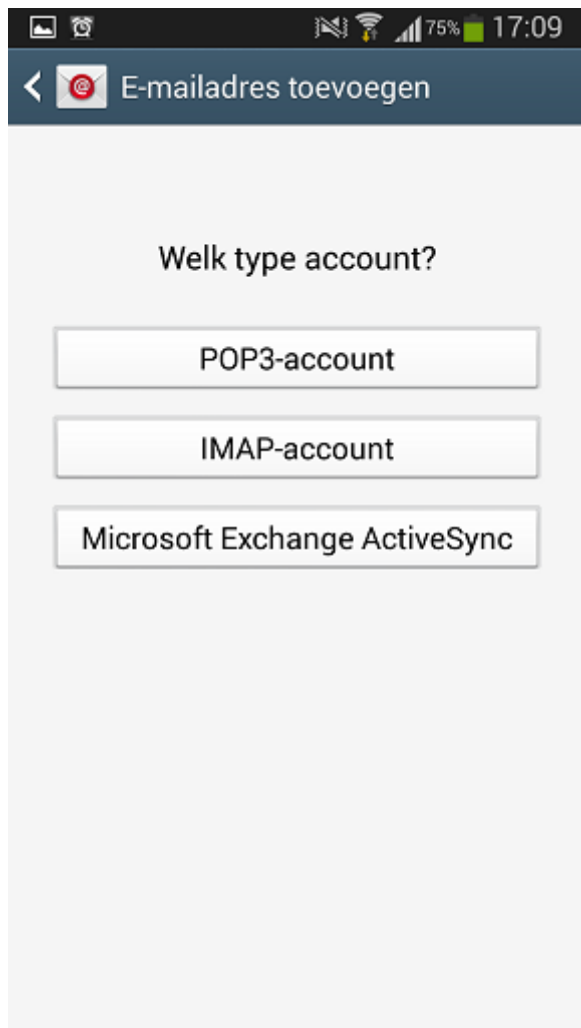 75% 17:09
E-mailadres toevoegen
Welk type account?
POP3-account
IMAP-account
Microsoft Exchange ActiveSync